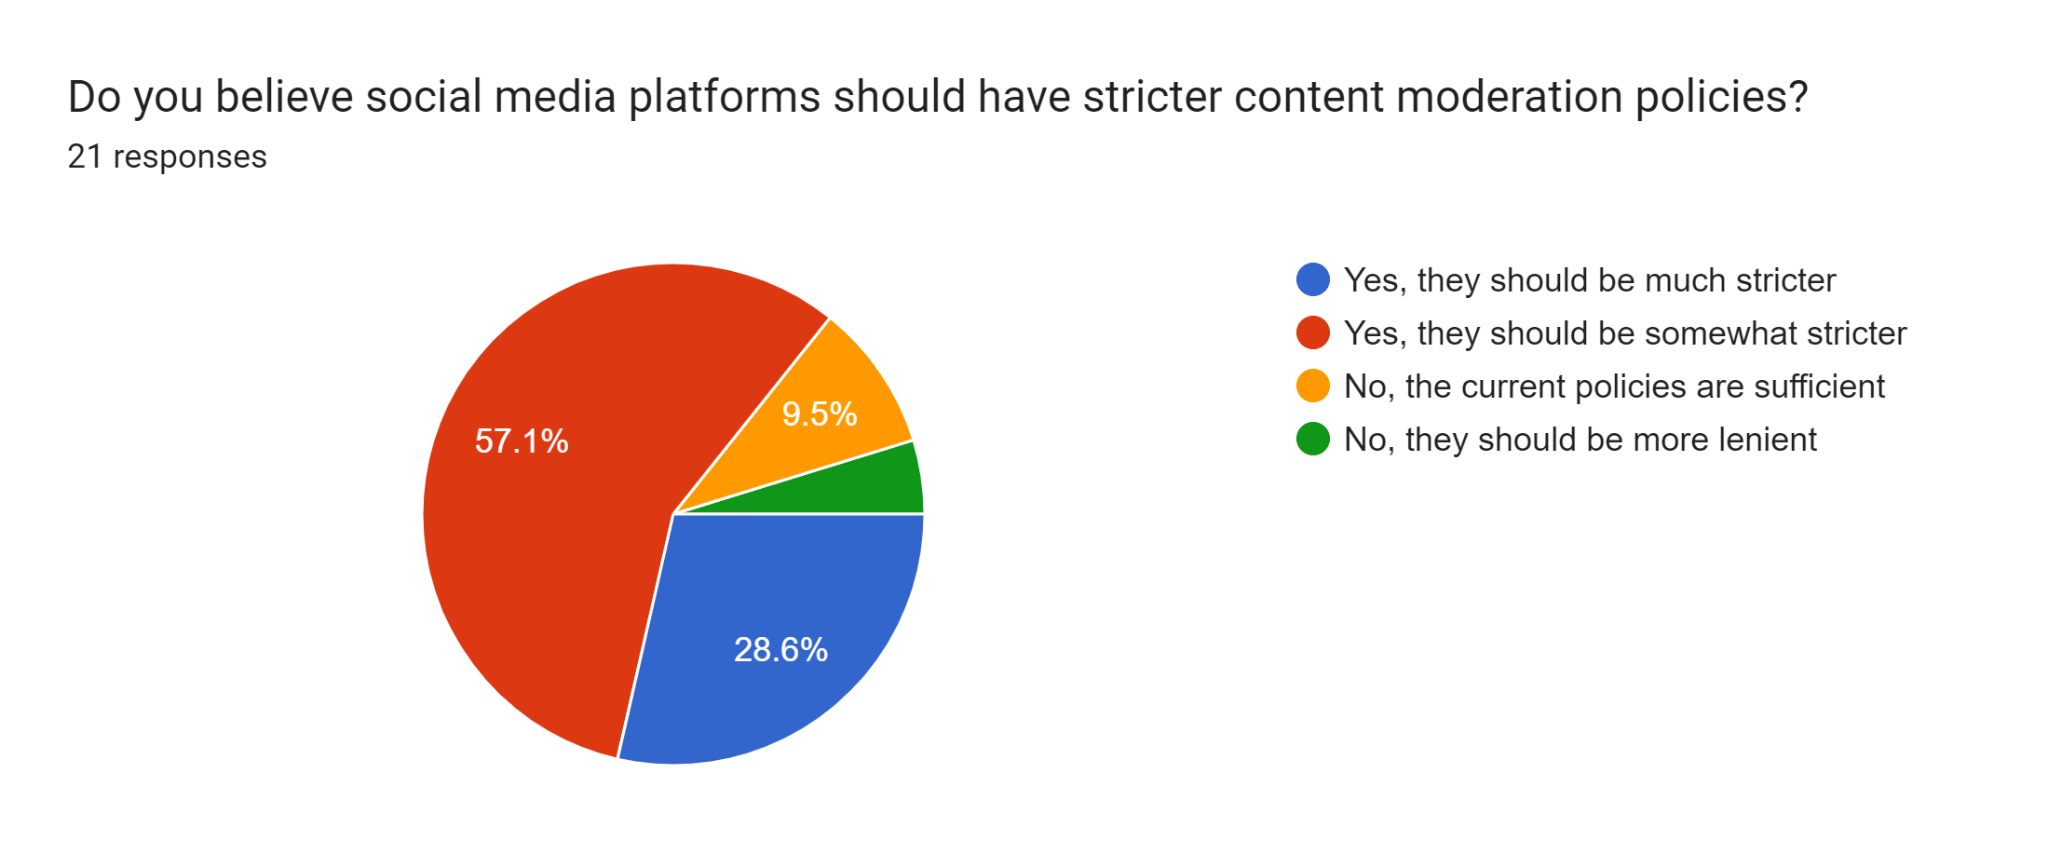 Do you believe social media platforms should have stricter content moderation policies?
21 responses
Yes, they should be much stricter
Yes, they should be somewhat stricter
No, the current policies are sufficient
No, they should be more lenient
57.1%
9.5%
28.6%